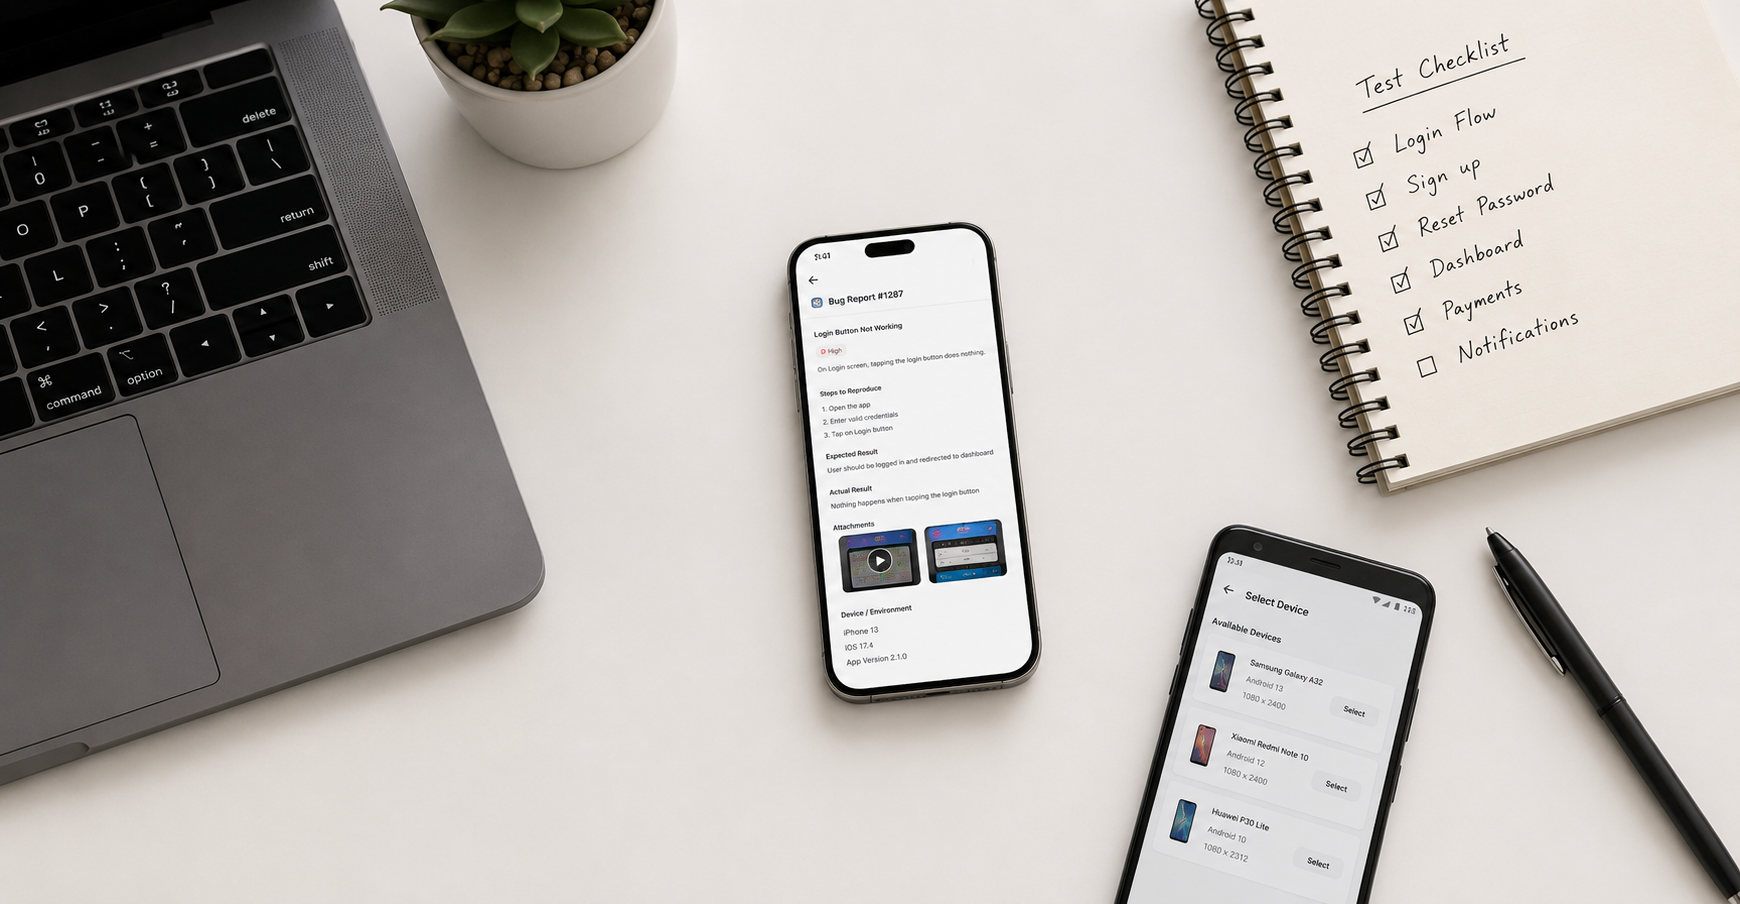 delete
return
shift
command
option
O
P
L
Bug Report #1287
Login Button Not Working
High
On Login screen, tapping the login button does nothing.
Steps to Reproduce
1. Open the app
2. Enter valid credentials
3. Tap on Login button
Expected Result
User should be logged in and redirected to dashboard
Actual Result
Nothing happens when tapping the login button
Attachments
Device / Environment
iPhone 13
iOS 17.4
App Version 2.1.0
Test Checklist
Login Flow
Sign up
Reset Password
Dashboard
Payments
Notifications
Select Device
Available Devices
Samsung Galaxy A32
Android 13
1080 x 2400
Select
Xiaomi Redmi Note 10
Android 12
1080 x 2400
Select
Huawei P30 Lite
Android 10
1080 x 2312
Select